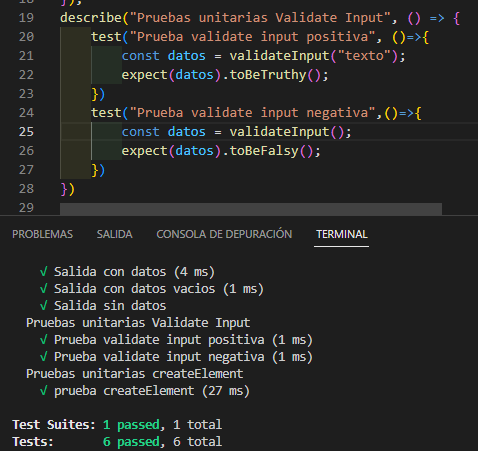 18 });
19 describe("Pruebas unitarias Validate Input", () => {
20 test("Prueba validate input positiva", ()=>{
21 const datos = validateInput("texto");
22 expect(datos).toBeTruthy();
23 })
24 test("Prueba validate input negativa",()=>{
25 const datos = validateInput();
26 expect(datos).toBeFalsy();
27 })
28 })
29
PROBLEMAS SALIDA CONSOLA DE DEPURACIÓN TERMINAL
√ Salida con datos (4 ms)
√ Salida con datos vacios (1 ms)
√ Salida sin datos
Pruebas unitarias Validate Input
√ Prueba validate input positiva (1 ms)
√ Prueba validate input negativa (1 ms)
Pruebas unitarias createElement
√ prueba createElement (27 ms)
Test Suites: 1 passed, 1 total
Tests: 6 passed, 6 total